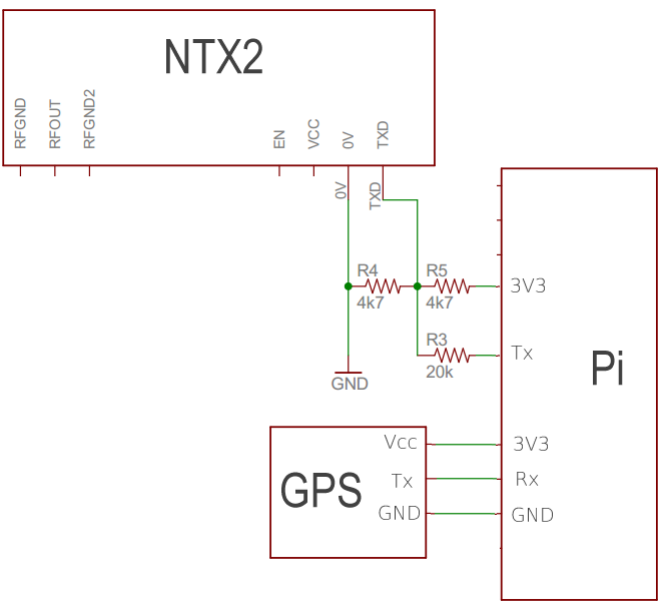 NTX2
RFGND
RFOUT
RFGND2
EN
VCC
0V
TXD
0V
TXD
R4
4k7
R5
4k7
3V3
R3
20k
Tx
Pi
GND
GPS
Vcc
Tx
GND
3V3
Rx
GND